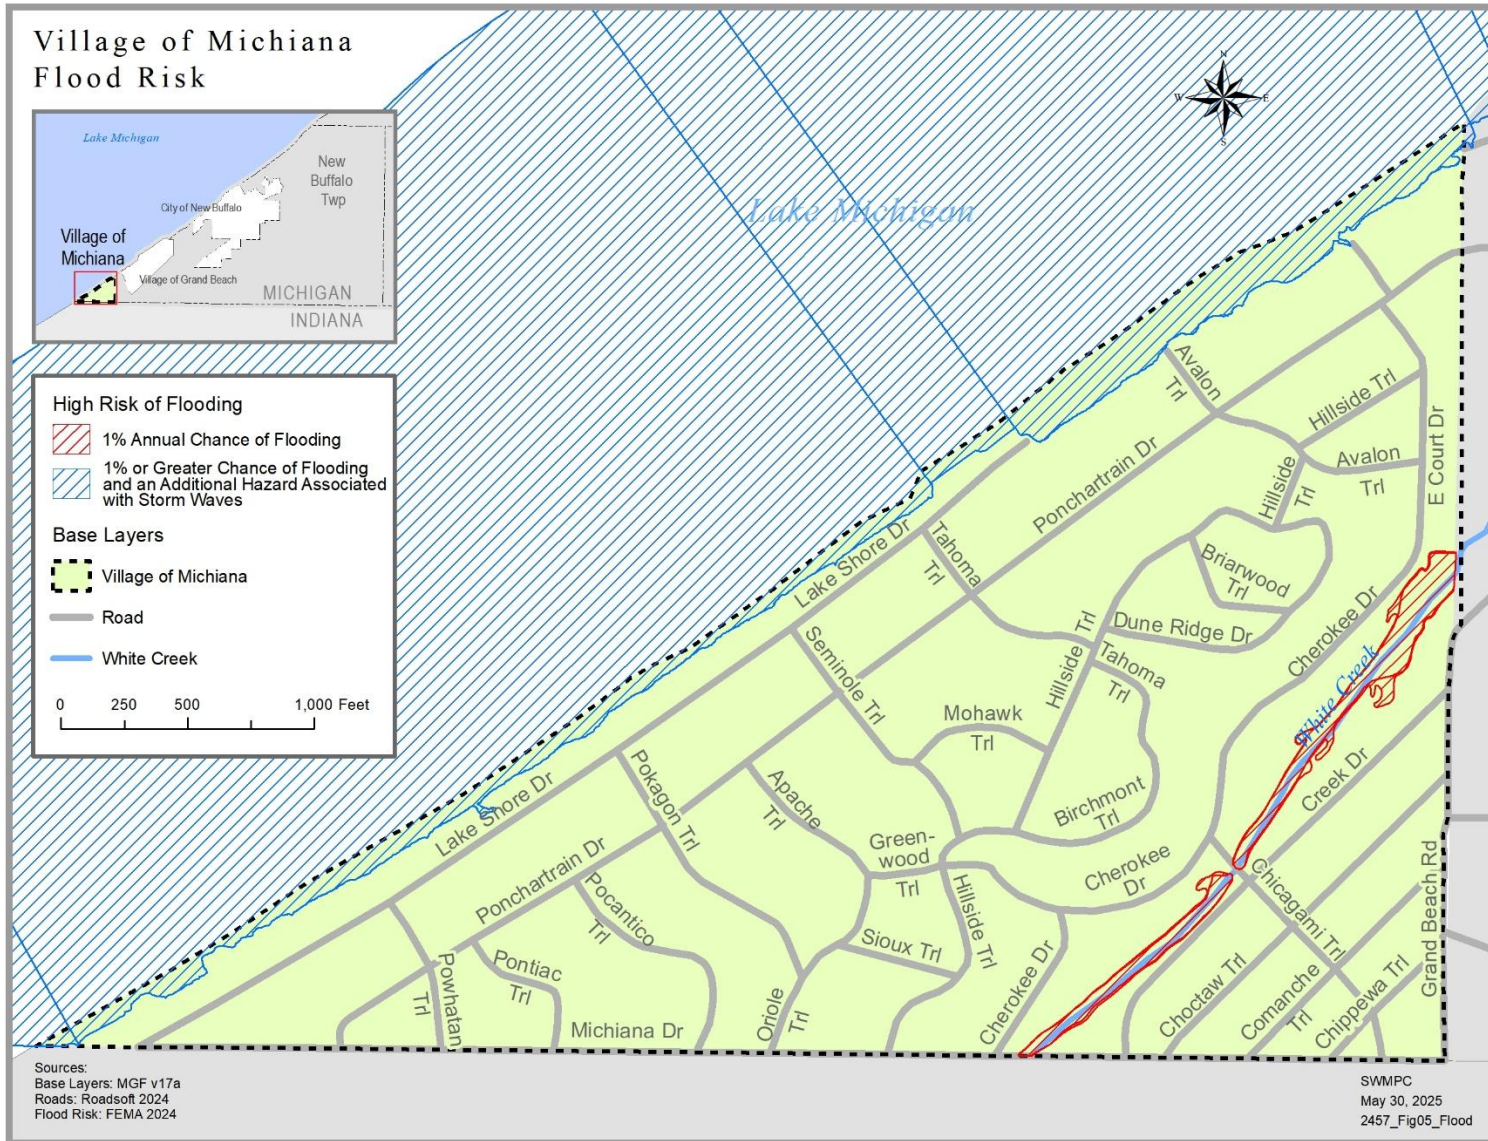 Village of Michiana
Flood Risk
Lake Michigan
New
Buffalo
Twp
City of New Buffalo
Village of
Michiana
Village of Grand Beach
MICHIGAN
INDIANA
High Risk of Flooding
1% Annual Chance of Flooding
1% or Greater Chance of Flooding
and an Additional Hazard Associated
with Storm Waves
Base Layers
Village of Michiana
Road
White Creek
0 250 500 1,000 Feet
N
W E
S
Lake Michigan
Avalon
Trl
Hillside Trl
Avalon
Trl
E Court Dr
Ponchartrain Dr
Hillside
Trl
Briarwood
Trl
Lake Shore Dr
Tahoma
Trl
Dune Ridge Dr
Cherokee Dr
Seminole Trl
Hillside Trl
Tahoma
Trl
White Creek
Mohawk
Trl
Creek Dr
Pokagon Trl
Lake Shore Dr
Apache
Trl
Birchmont
Trl
Green-
wood
Trl
Ponchartrain Dr
Cherokee
Dr
Pocantico
Trl
Hillside Trl
Chicagami Trl
Grand Beach Rd
Sioux Trl
Pontiac
Trl
Powhatan
Trl
Cherokee Dr
Choctaw Trl
Comanche
Trl
Chippewa Trl
Michiana Dr
Oriole
Trl
Sources:
Base Layers: MGF v17a
Roads: Roadsoft 2024
Flood Risk: FEMA 2024
SWMPC
May 30, 2025
2457_Fig05_Flood